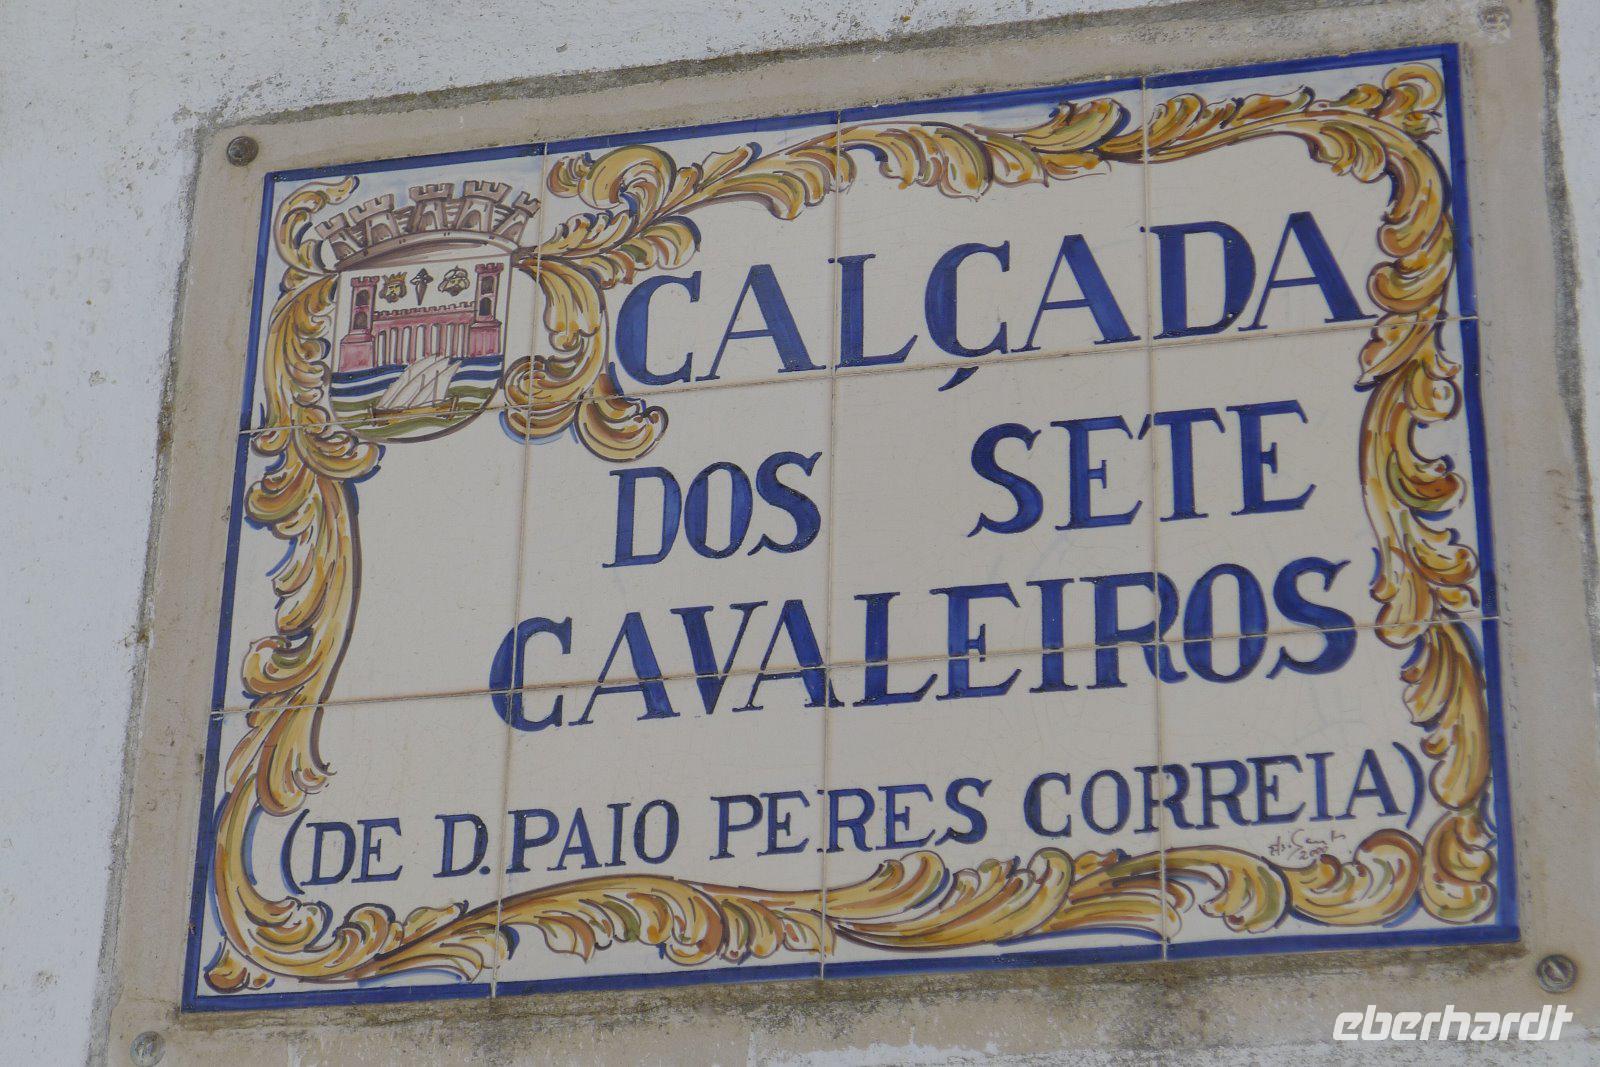 CALÇADA
DOS SETE
CAVALEIROS
(DE D. PAIO PERES CORREIA)
eberhardt